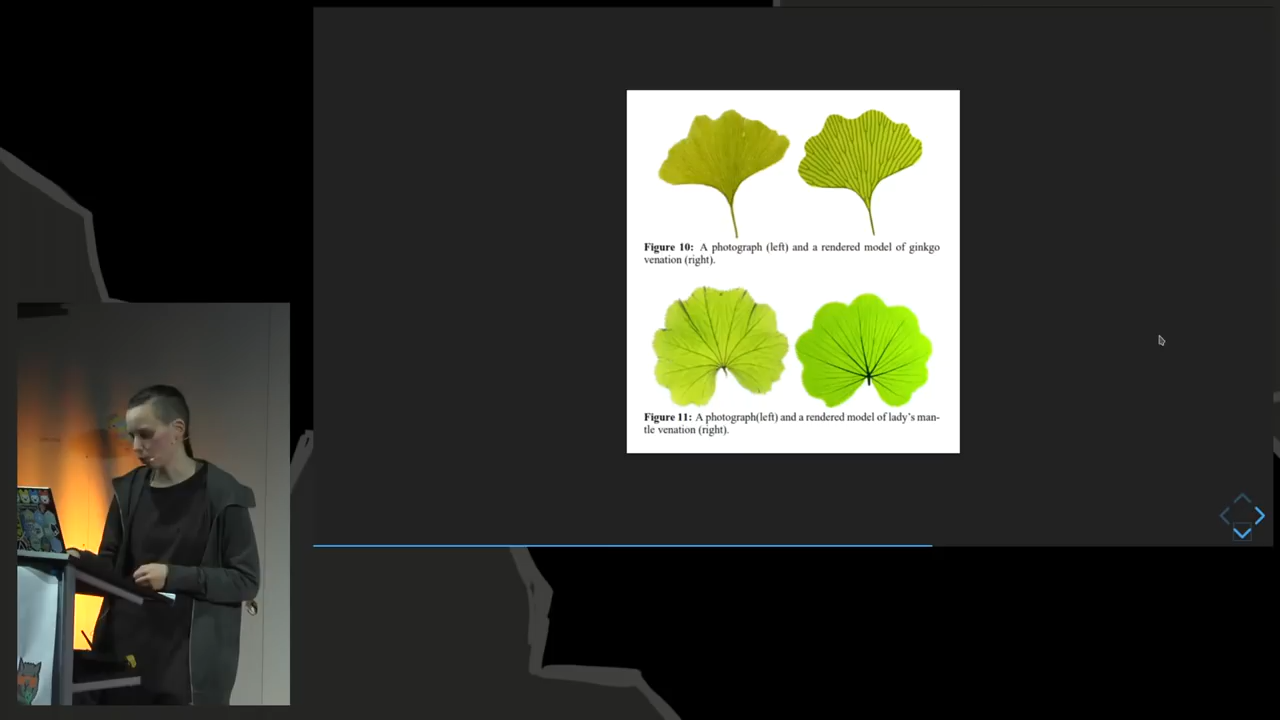 Figure 10: A photograph (left) and a rendered model of ginkgo
venation (right).
Figure 11: A photograph(left) and a rendered model of lady's man-
tle venation (right).